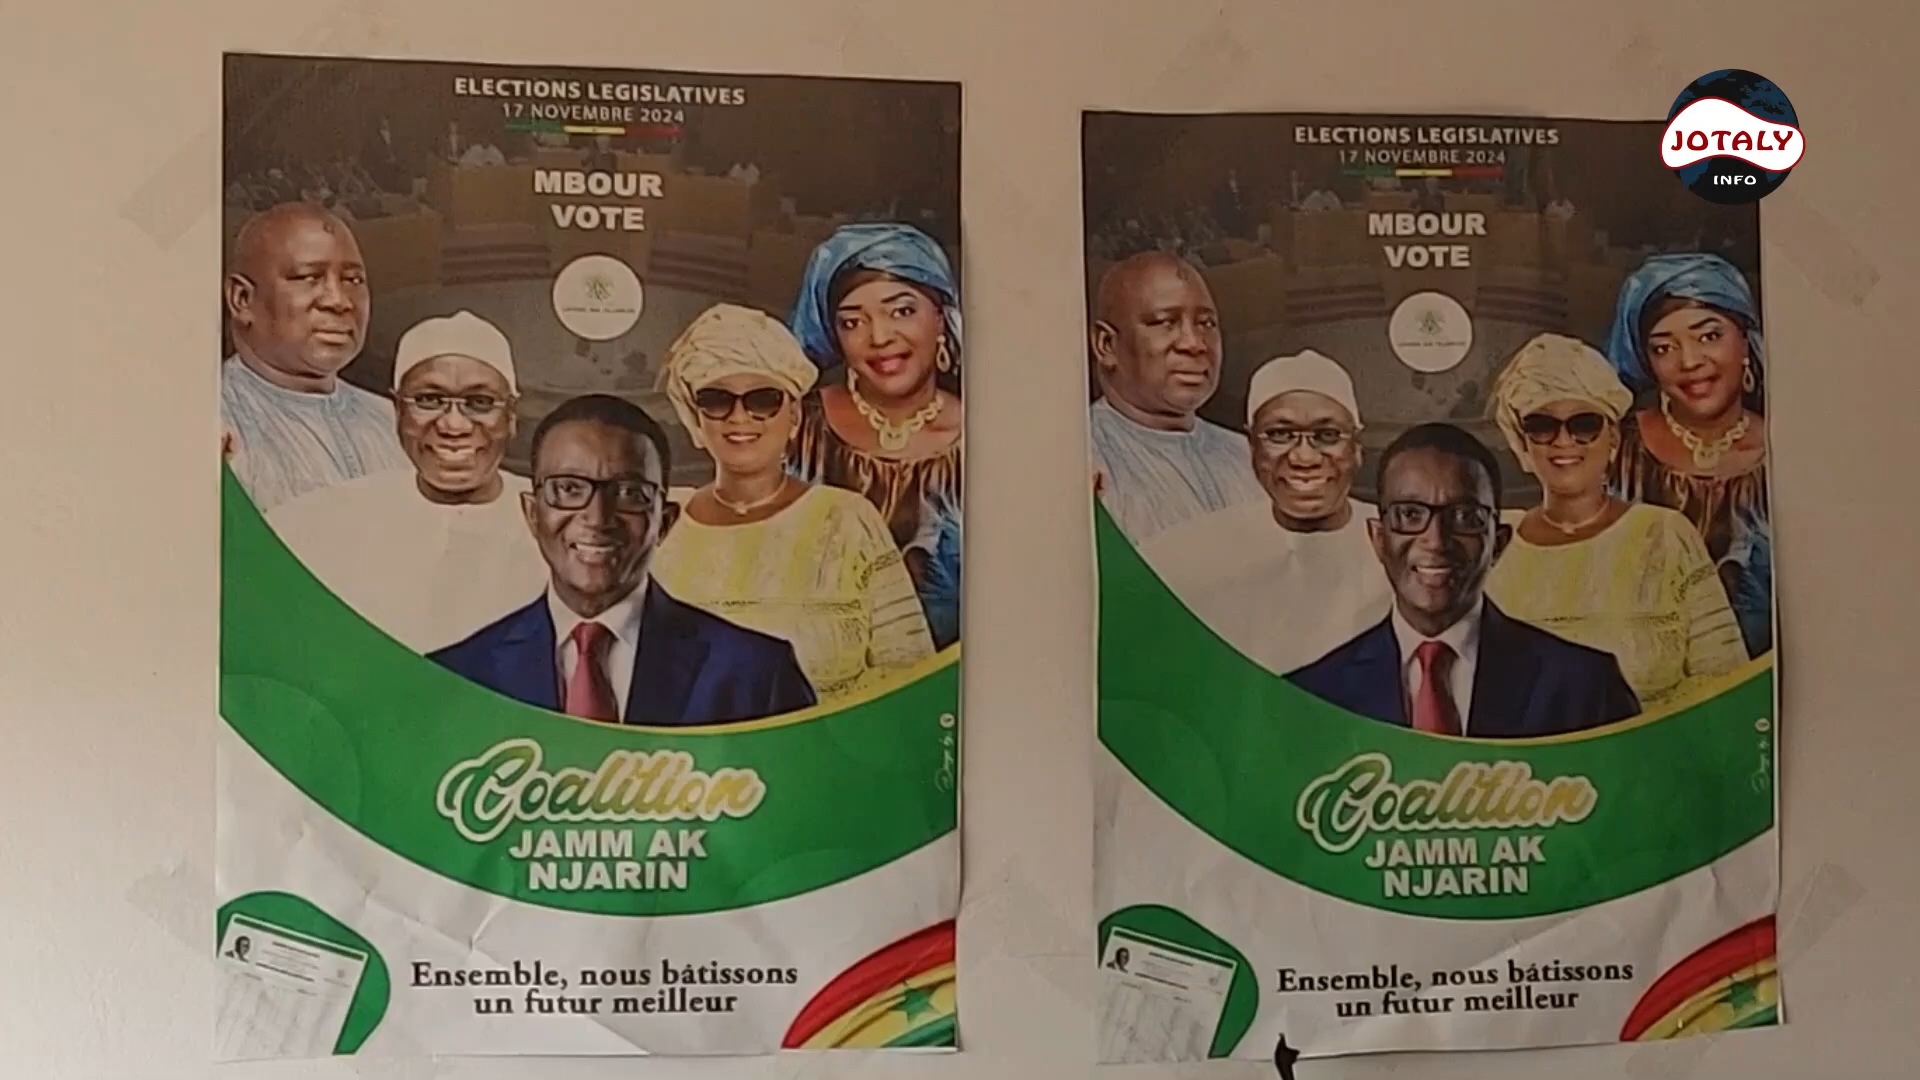 ELECTIONS LEGISLATIVES
17 NOVEMBRE 2024
MBOUR
VOTE
Coalition
JAMM AK
NJARIN
Ensemble, nous bâtissons
un futur meilleur
ELECTIONS LEGISLATIVES
17 NOVEMBRE 2024
MBOUR
VOTE
Coalition
JAMM AK
NJARIN
Ensemble, nous bâtissons
un futur meilleur
JOTALY
INFO